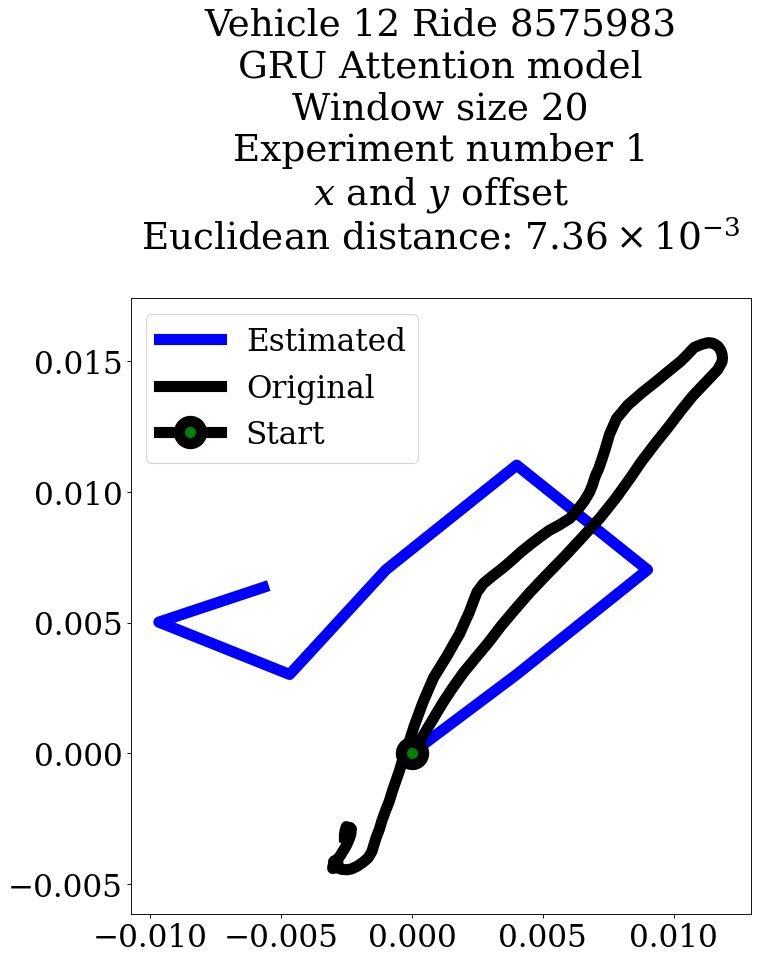 Vehicle 12 Ride 8575983
GRU Attention model
Window size 20
Experiment number 1
x and y offset
Euclidean distance: 7.36 × 10⁻³
Estimated
Original
Start
0.015
0.010
0.005
0.000
−0.005
−0.010 −0.005 0.000 0.005 0.010